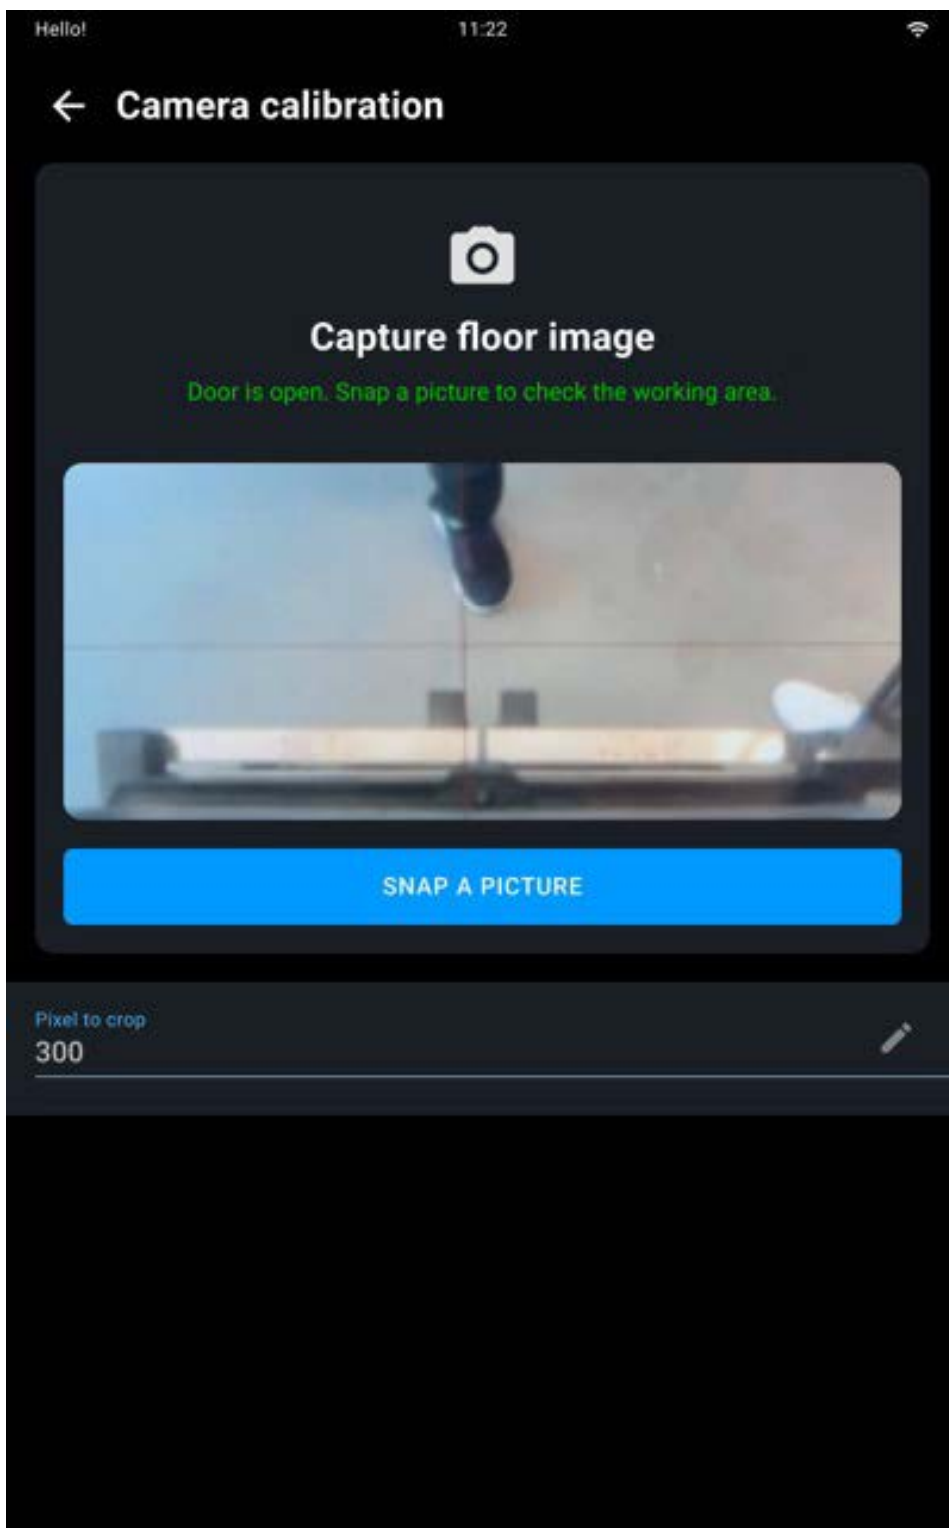 Hello!
11:22
Camera calibration
Capture floor image
Door is open. Snap a picture to check the working area.
SNAP A PICTURE
Pixel to crop
300